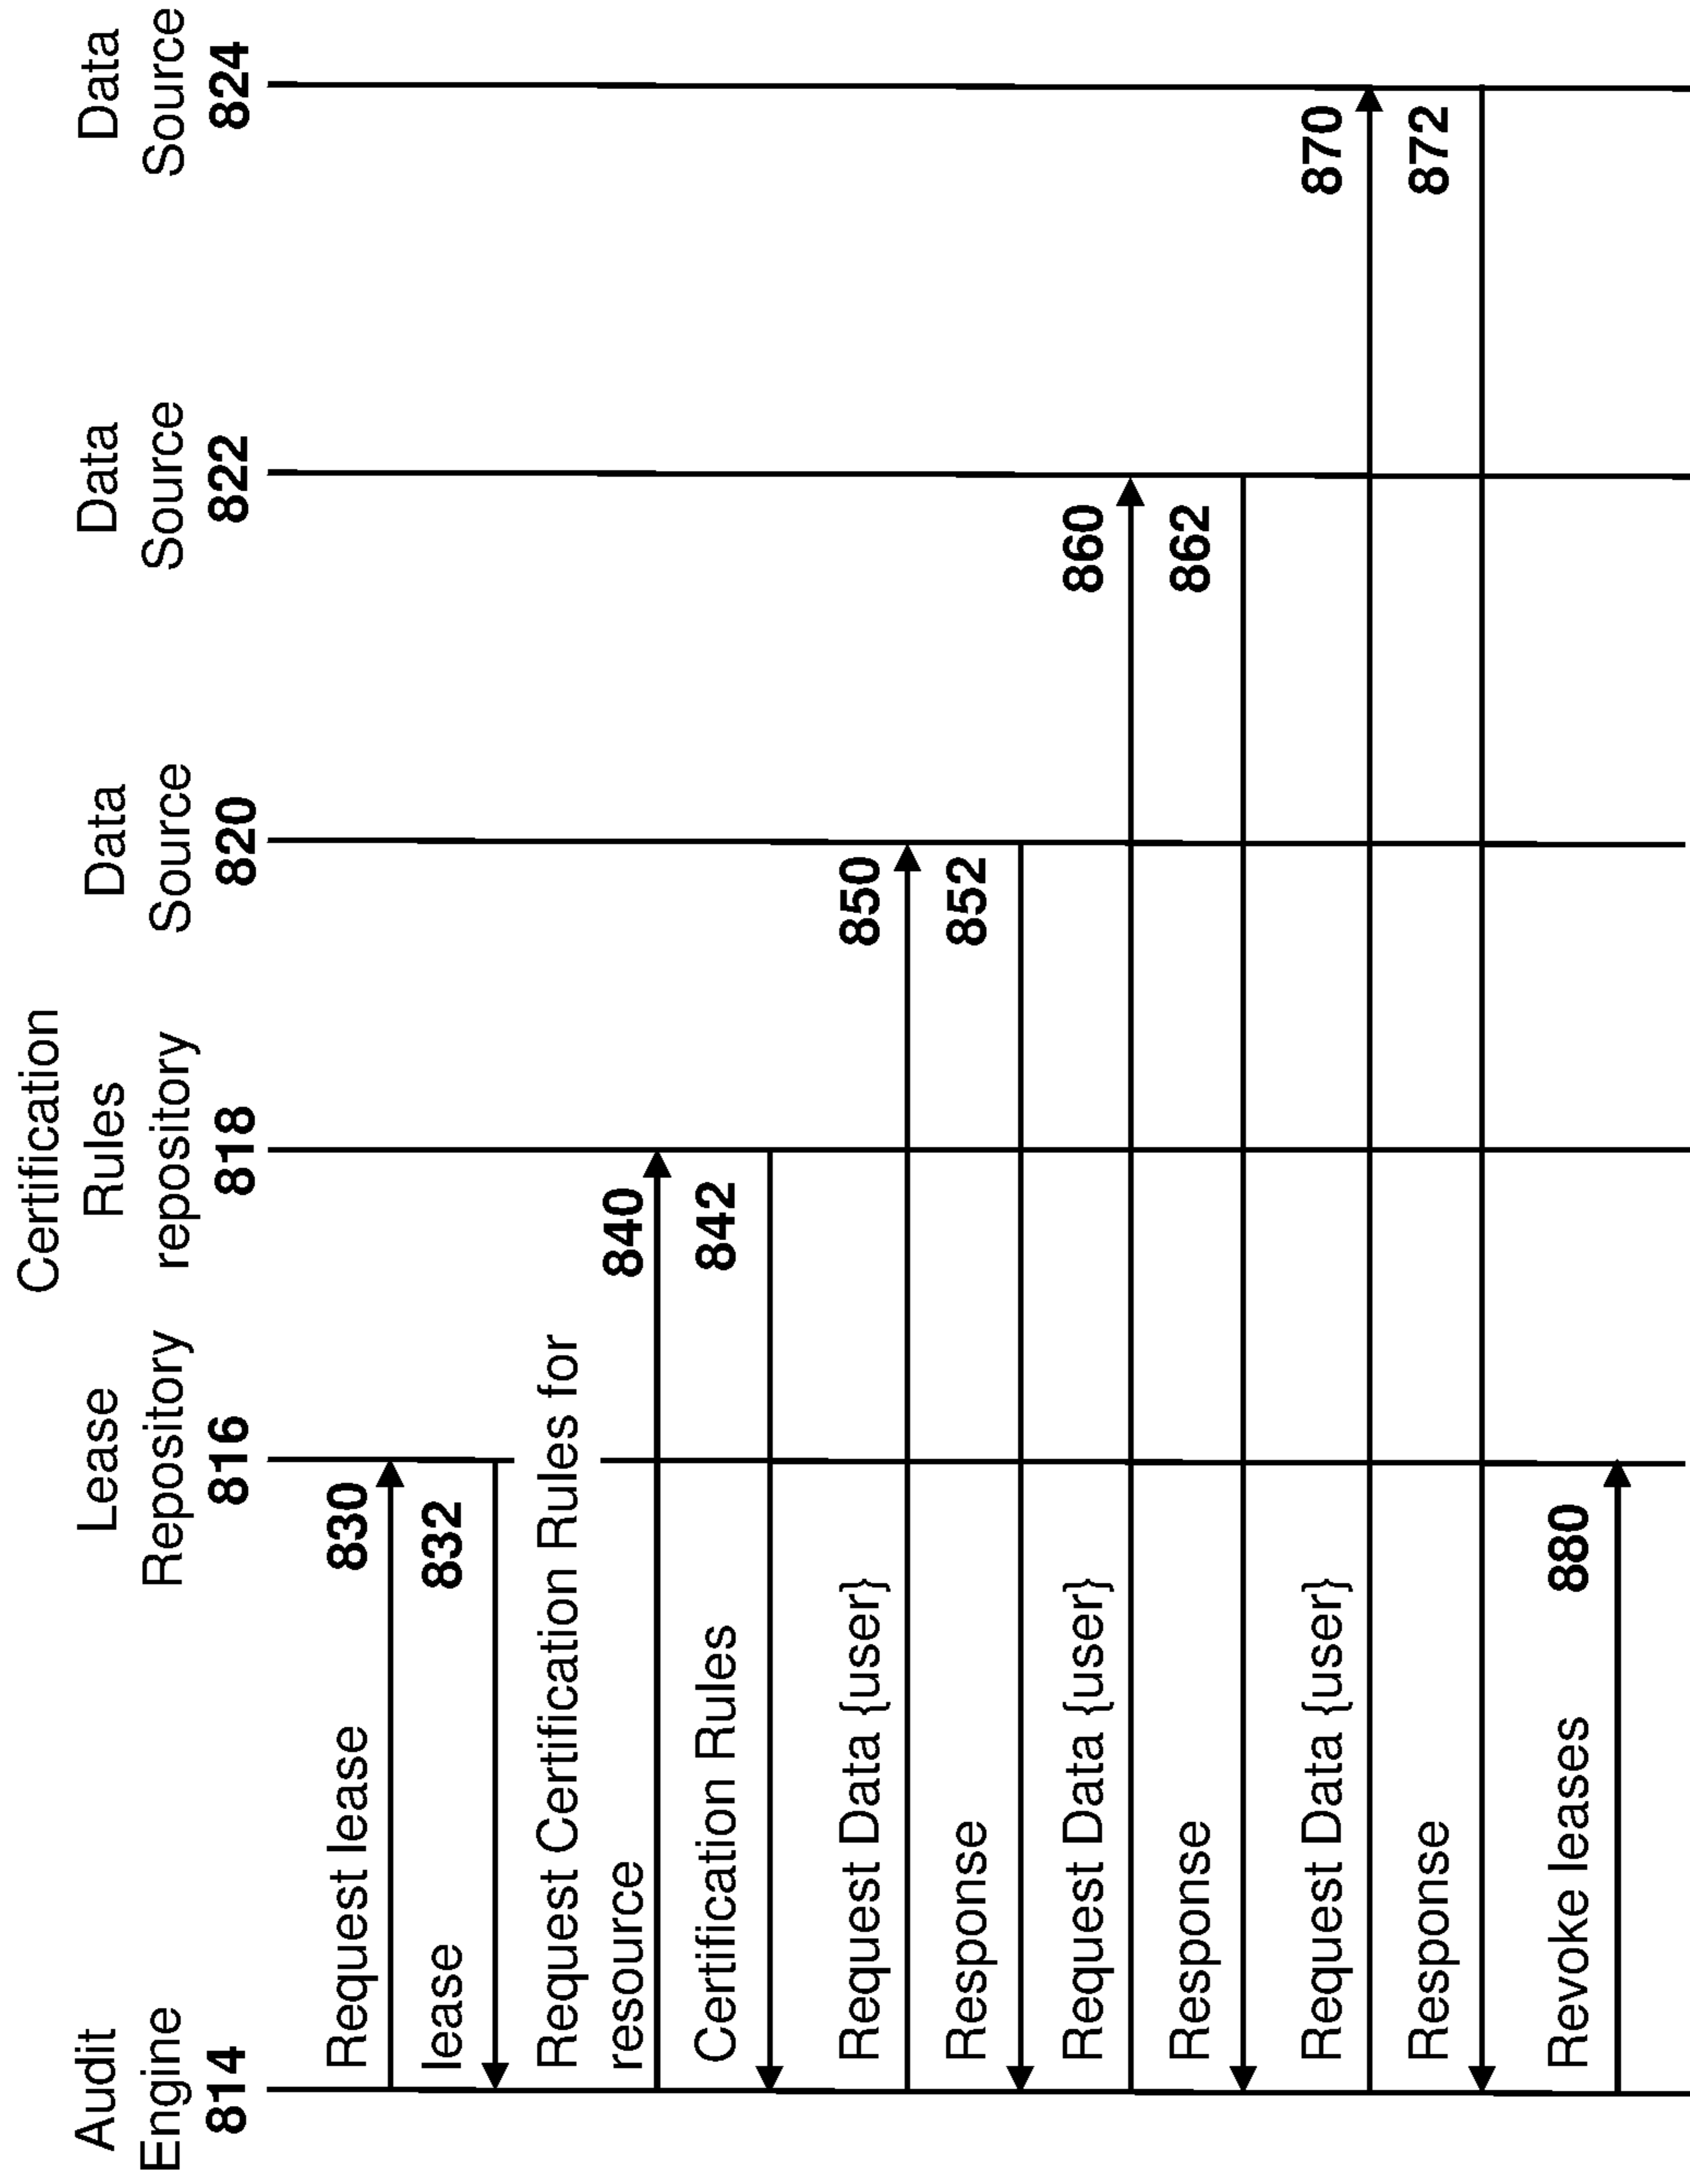 Audit
Engine
814
Lease
Repository
816
Certification
Rules
repository
818
Data
Source
820
Data
Source
822
Data
Source
824
Request lease
830
lease
832
Request Certification Rules for
resource
840
Certification Rules
842
Request Data {user}
850
Response
852
Request Data {user}
860
Response
862
Request Data {user}
870
Response
872
Revoke leases
880